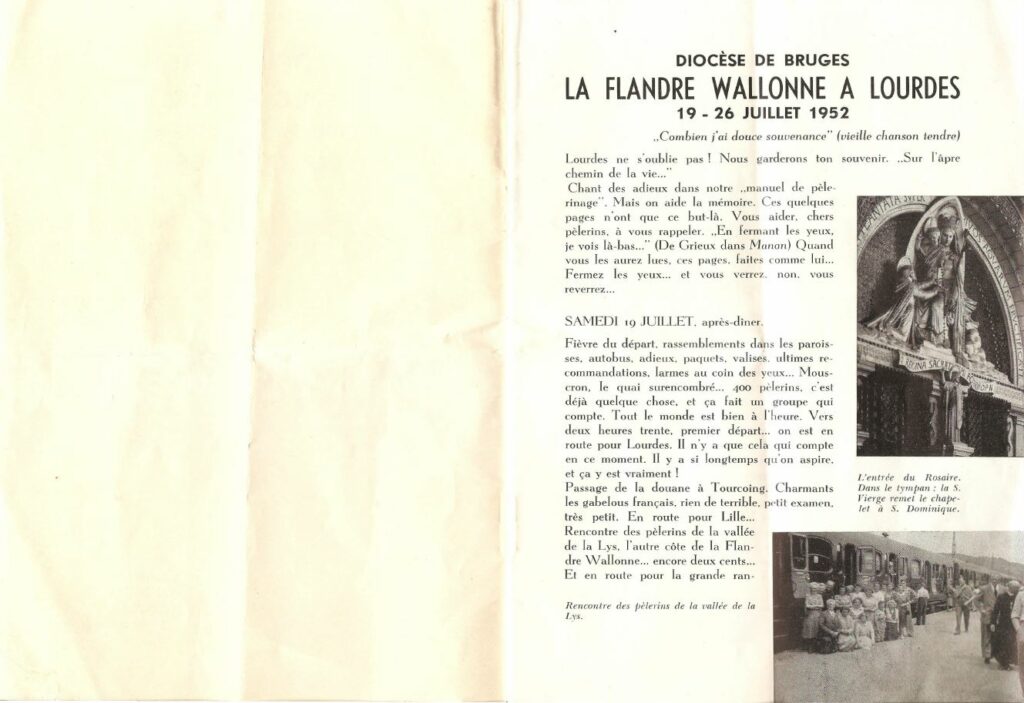 DIOCÈSE DE BRUGES
LA FLANDRE WALLONNE A LOURDES
19 - 26 JUILLET 1952
„Combien j'ai douce souvenance" (vieille chanson tendre)
Lourdes ne s'oublie pas ! Nous garderons ton souvenir. „Sur l'âpre
chemin de la vie..."
Chant des adieux dans notre „manuel de pèle-
rinage". Mais on aide la mémoire. Ces quelques
pages n'ont que ce but-là. Vous aider, chers
pèlerins, à vous rappeler. „En fermant les yeux,
je vois là-bas..." (De Grieux dans Manon) Quand
vous les aurez lues, ces pages, faites comme lui...
Fermez les yeux... et vous verrez, non, vous
reverrez...
SAMEDI 19 JUILLET, après-dîner.
Fièvre du départ, rassemblements dans les parois-
ses, autobus, adieux, paquets, valises, ultimes re-
commandations, larmes au coin des yeux... Mous-
cron, le quai surencombré... 400 pèlerins, c'est
déjà quelque chose, et ça fait un groupe qui
compte. Tout le monde est bien à l'heure. Vers
deux heures trente, premier départ... on est en
route pour Lourdes. Il n'y a que cela qui compte
en ce moment. Il y a si longtemps qu'on aspire,
et ça y est vraiment !
Passage de la douane à Tourcoing. Charmants
les gabelous français, rien de terrible, petit examen,
très petit. En route pour Lille...
Rencontre des pèlerins de la vallée
de la Lys, l'autre côte de la Flan-
dre Wallonne... encore deux cents...
Et en route pour la grande ran-
Rencontre des pèlerins de la vallée de la
Lys.
L'entrée du Rosaire.
Dans le tympan : la S.
Vierge remet le chape-
let à S. Dominique.